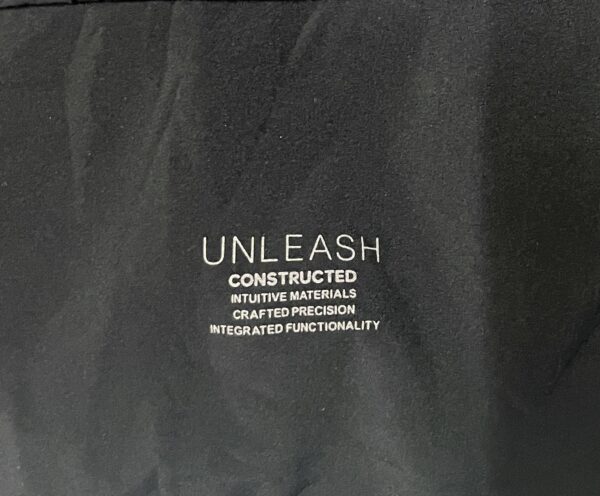 UNLEASH
CONSTRUCTED
INTUITIVE MATERIALS
CRAFTED PRECISION
INTEGRATED FUNCTIONALITY